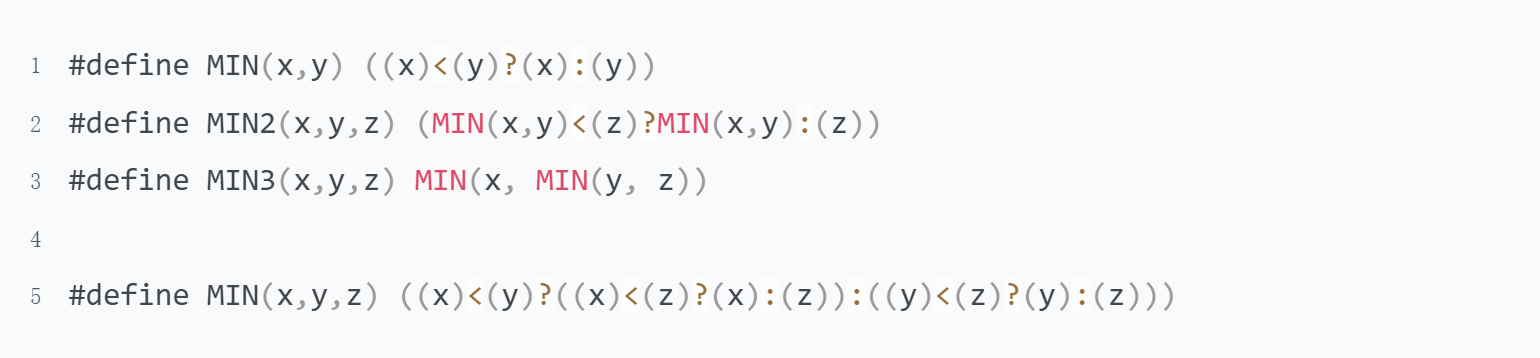 1 #define MIN(x,y) ((x)<(y)?(x):(y))
2 #define MIN2(x,y,z) (MIN(x,y)<(z)?MIN(x,y):(z))
3 #define MIN3(x,y,z) MIN(x, MIN(y, z))
4
5 #define MIN(x,y,z) ((x)<(y)?((x)<(z)?(x):(z)):((y)<(z)?(y):(z)))